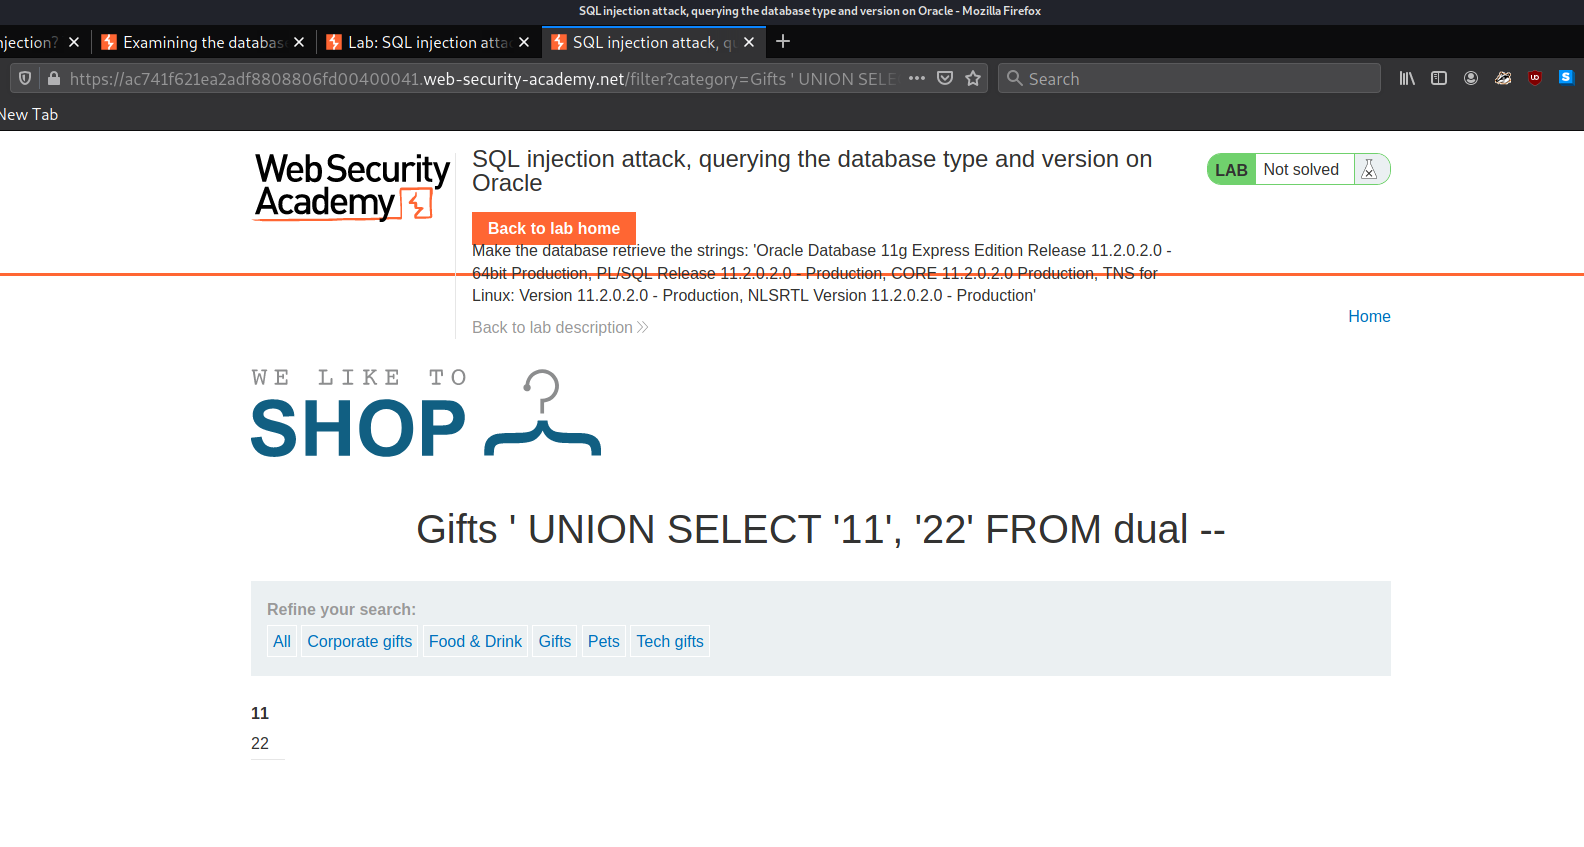 SQL injection attack, querying the database type and version on Oracle - Mozilla Firefox
njection?
Examining the databas
Lab: SQL injection atta
SQL injection attack, qu
https://ac741f621ea2adf8808806fd00400041.web-security-academy.net/filter?category=Gifts ' UNION SELE
Search
New Tab
Web Security
Academy
SQL injection attack, querying the database type and version on
Oracle
LAB Not solved
Back to lab home
Make the database retrieve the strings: 'Oracle Database 11g Express Edition Release 11.2.0.2.0 -
64bit Production, PL/SQL Release 11.2.0.2.0 - Production, CORE 11.2.0.2.0 Production, TNS for
Linux: Version 11.2.0.2.0 - Production, NLSRTL Version 11.2.0.2.0 - Production'
Home
Back to lab description
WE LIKE TO
SHOP
Gifts ' UNION SELECT '11', '22' FROM dual --
Refine your search:
All Corporate gifts Food & Drink Gifts Pets Tech gifts
11
22